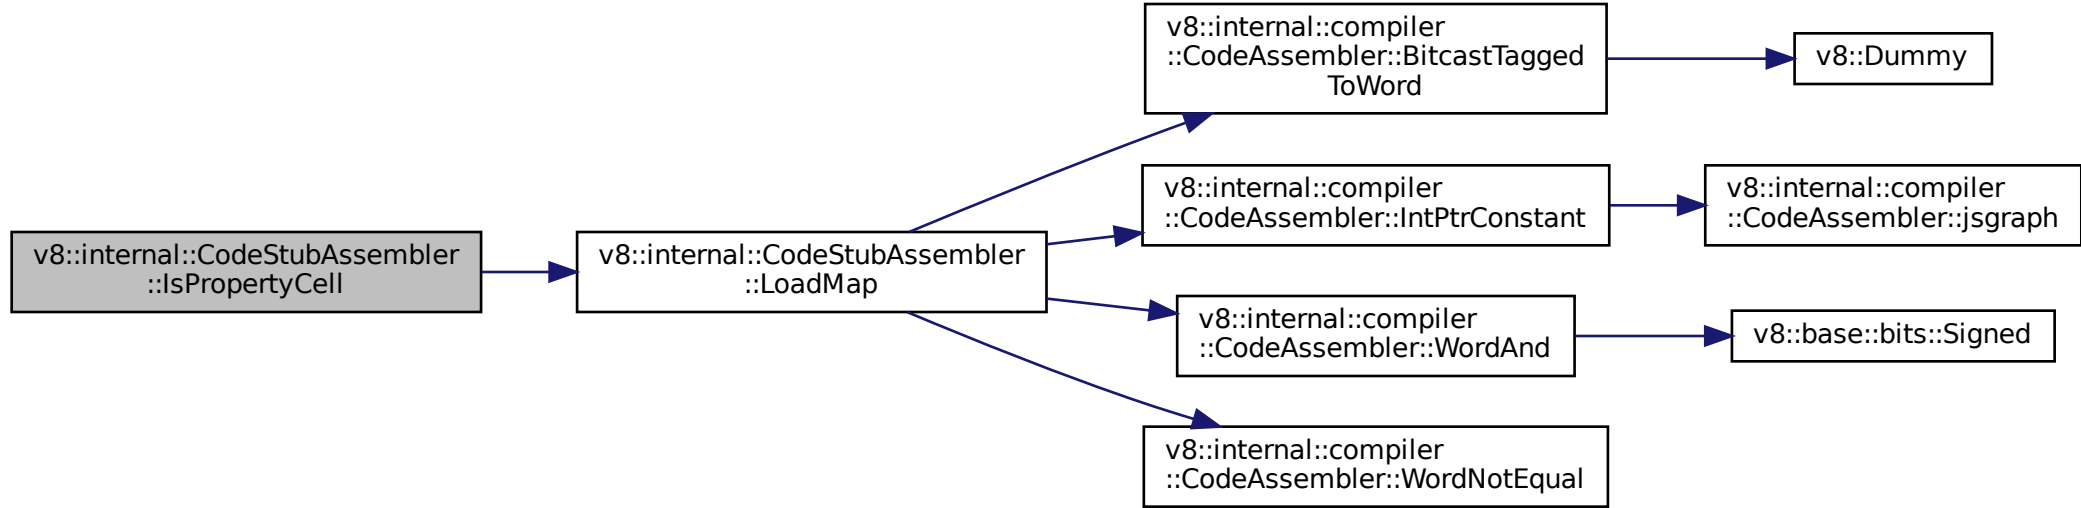 v8::internal::CodeStubAssembler
::IsPropertyCell
v8::internal::CodeStubAssembler
::LoadMap
v8::internal::compiler
::CodeAssembler::BitcastTagged
ToWord
v8::Dummy
v8::internal::compiler
::CodeAssembler::IntPtrConstant
v8::internal::compiler
::CodeAssembler::jsgraph
v8::internal::compiler
::CodeAssembler::WordAnd
v8::base::bits::Signed
v8::internal::compiler
::CodeAssembler::WordNotEqual